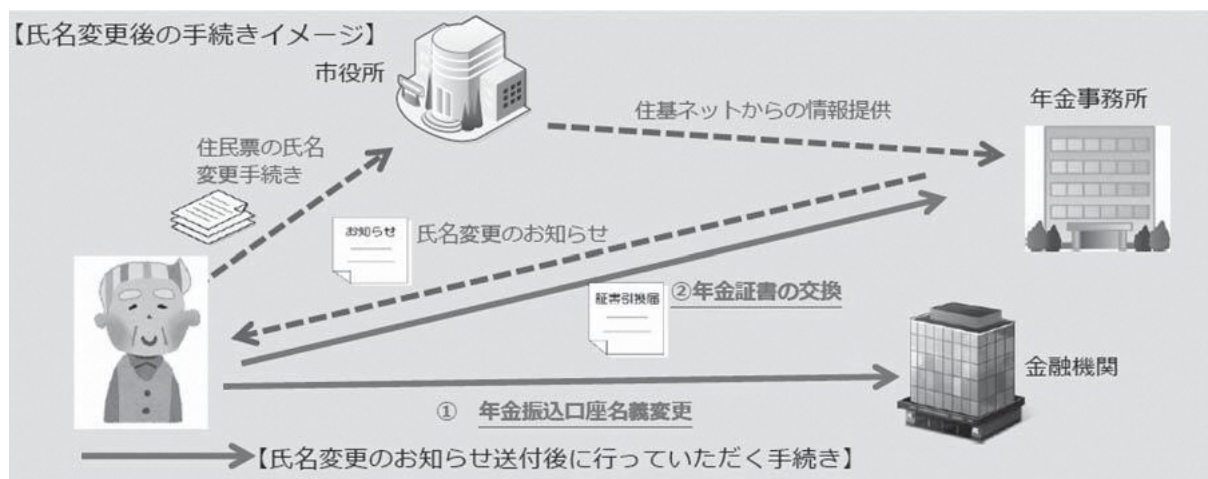 【氏名変更後の手続きイメージ】
市役所
年金事務所
住基ネットからの情報提供
住民票の氏名
変更手続き
お知らせ
氏名変更のお知らせ
証書引換届
②年金証書の交換
金融機関
① 年金振込口座名義変更
【氏名変更のお知らせ送付後に行っていただく手続き】